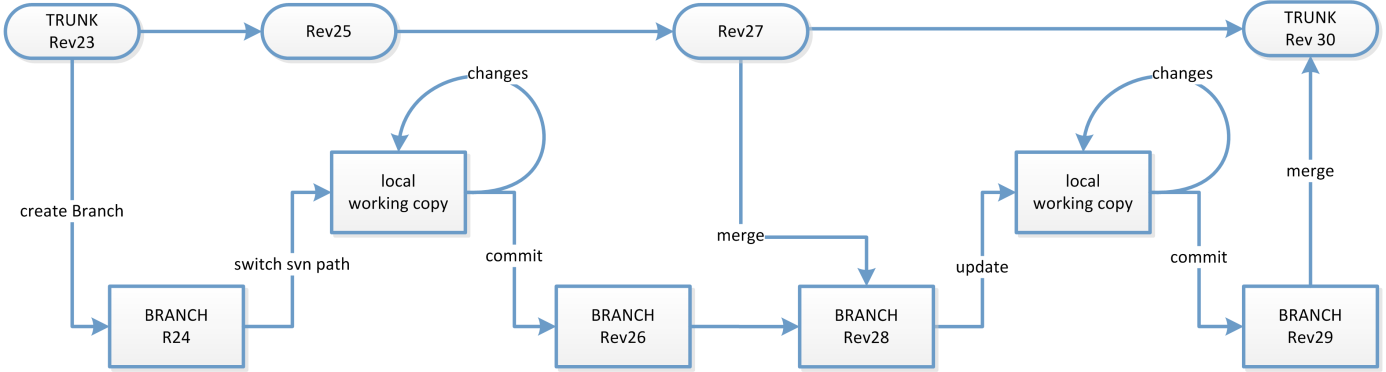 TRUNK
Rev23
Rev25
Rev27
TRUNK
Rev 30
changes
changes
local
working copy
local
working copy
merge
create Branch
merge
switch svn path
commit
update
commit
BRANCH
R24
BRANCH
Rev26
BRANCH
Rev28
BRANCH
Rev29